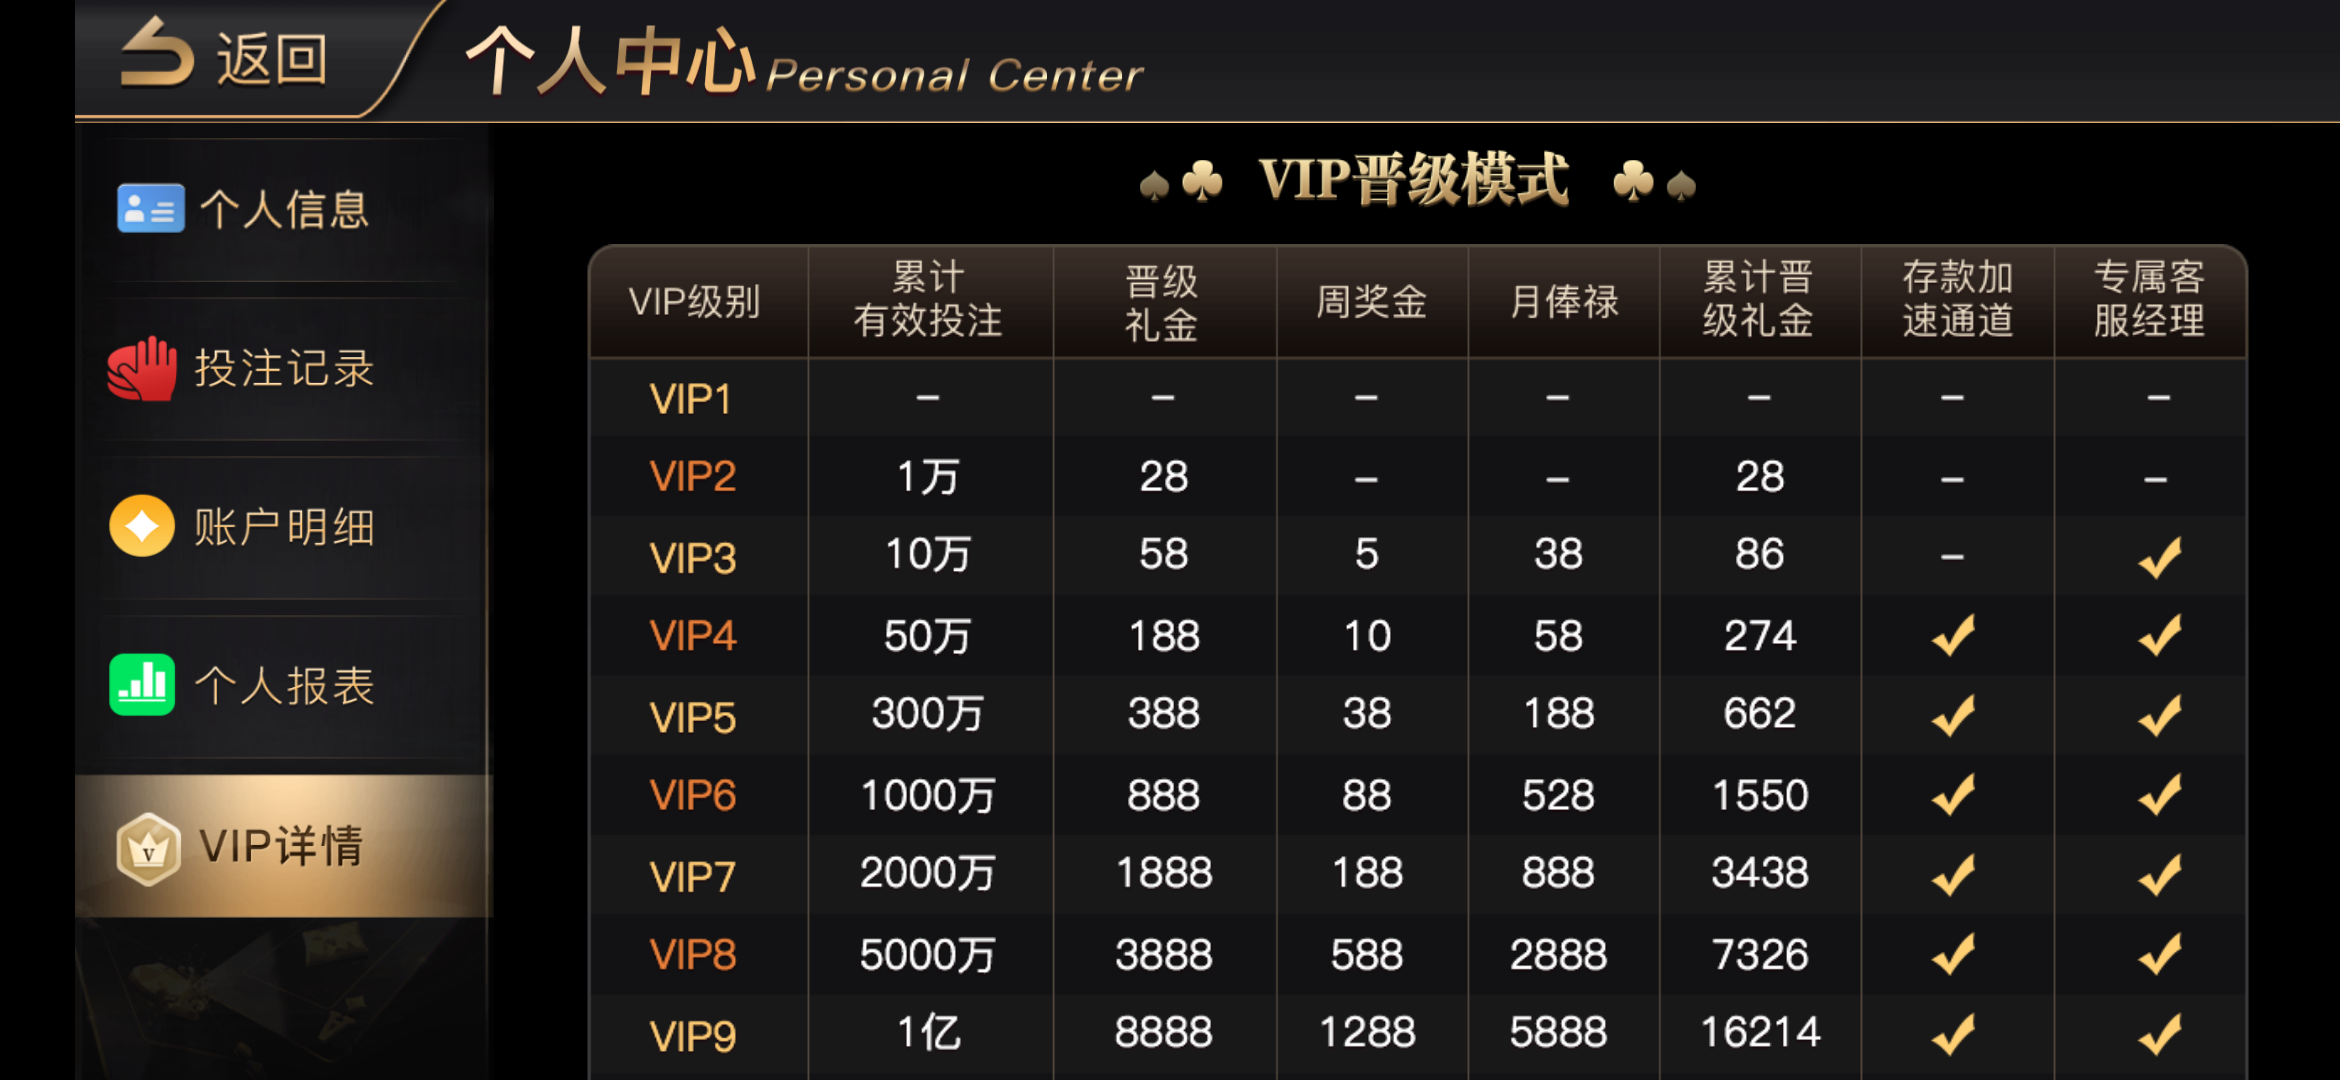 返回
个人中心 Personal Center
个人信息
投注记录
账户明细
个人报表
V
VIP详情
VIP晋级模式
VIP级别 累计有效投注 晋级礼金 周奖金 月俸禄 累计晋级礼金 存款加速通道 专属客服经理
VIP1 – – – – – – –
VIP2 1万 28 – – 28 – –
VIP3 10万 58 5 38 86 – ✓
VIP4 50万 188 10 58 274 ✓ ✓
VIP5 300万 388 38 188 662 ✓ ✓
VIP6 1000万 888 88 528 1550 ✓ ✓
VIP7 2000万 1888 188 888 3438 ✓ ✓
VIP8 5000万 3888 588 2888 7326 ✓ ✓
VIP9 1亿 8888 1288 5888 16214 ✓ ✓